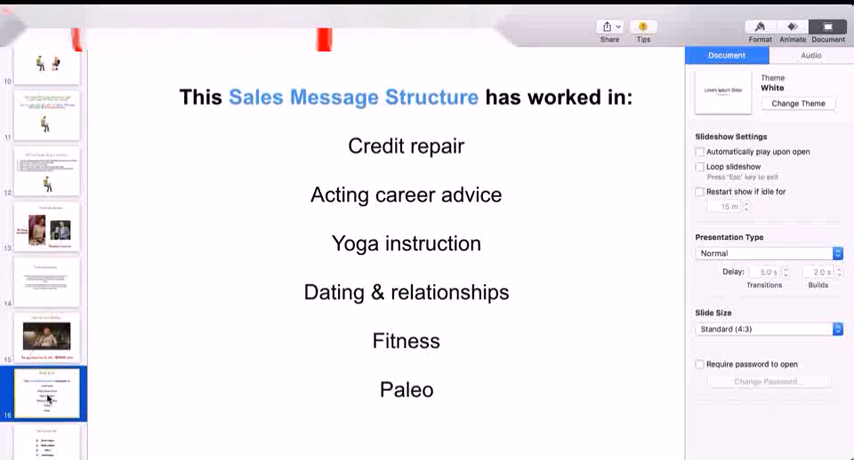 Share
Tips
Format
Animate
Document
Document
Audio
This Sales Message Structure has worked in:
Credit repair
Acting career advice
Yoga instruction
Dating & relationships
Fitness
Paleo
Theme
White
Change Theme
Slideshow Settings
Automatically play upon open
Loop slideshow
Press 'Esc' key to exit
Restart show if idle for
15 m
Presentation Type
Normal
Delay: 5.0 s 2.0 s
Transitions Builds
Slide Size
Standard (4:3)
Require password to open
Change Password...
10
11
12
13
14
15
16